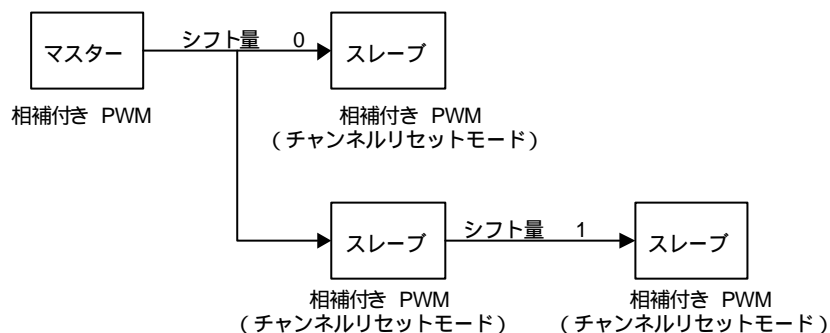 マスター
シフト量 0
スレーブ
相補付き PWM
相補付き PWM
(チャンネルリセットモード)
スレーブ
シフト量 1
スレーブ
相補付き PWM
(チャンネルリセットモード)
相補付き PWM
(チャンネルリセットモード)